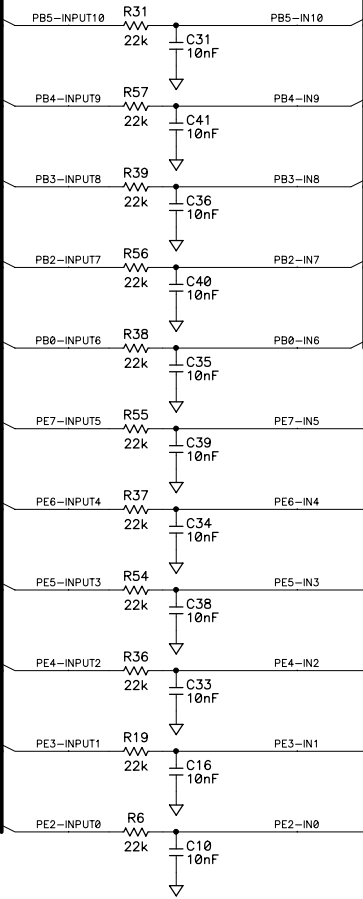 PB5-INPUT10 R31 PB5-IN10
22k C31
10nF
PB4-INPUT9 R57 PB4-IN9
22k C41
10nF
PB3-INPUT8 R39 PB3-IN8
22k C36
10nF
PB2-INPUT7 R56 PB2-IN7
22k C40
10nF
PB0-INPUT6 R38 PB0-IN6
22k C35
10nF
PE7-INPUT5 R55 PE7-IN5
22k C39
10nF
PE6-INPUT4 R37 PE6-IN4
22k C34
10nF
PE5-INPUT3 R54 PE5-IN3
22k C38
10nF
PE4-INPUT2 R36 PE4-IN2
22k C33
10nF
PE3-INPUT1 R19 PE3-IN1
22k C16
10nF
PE2-INPUT0 R6 PE2-IN0
22k C10
10nF